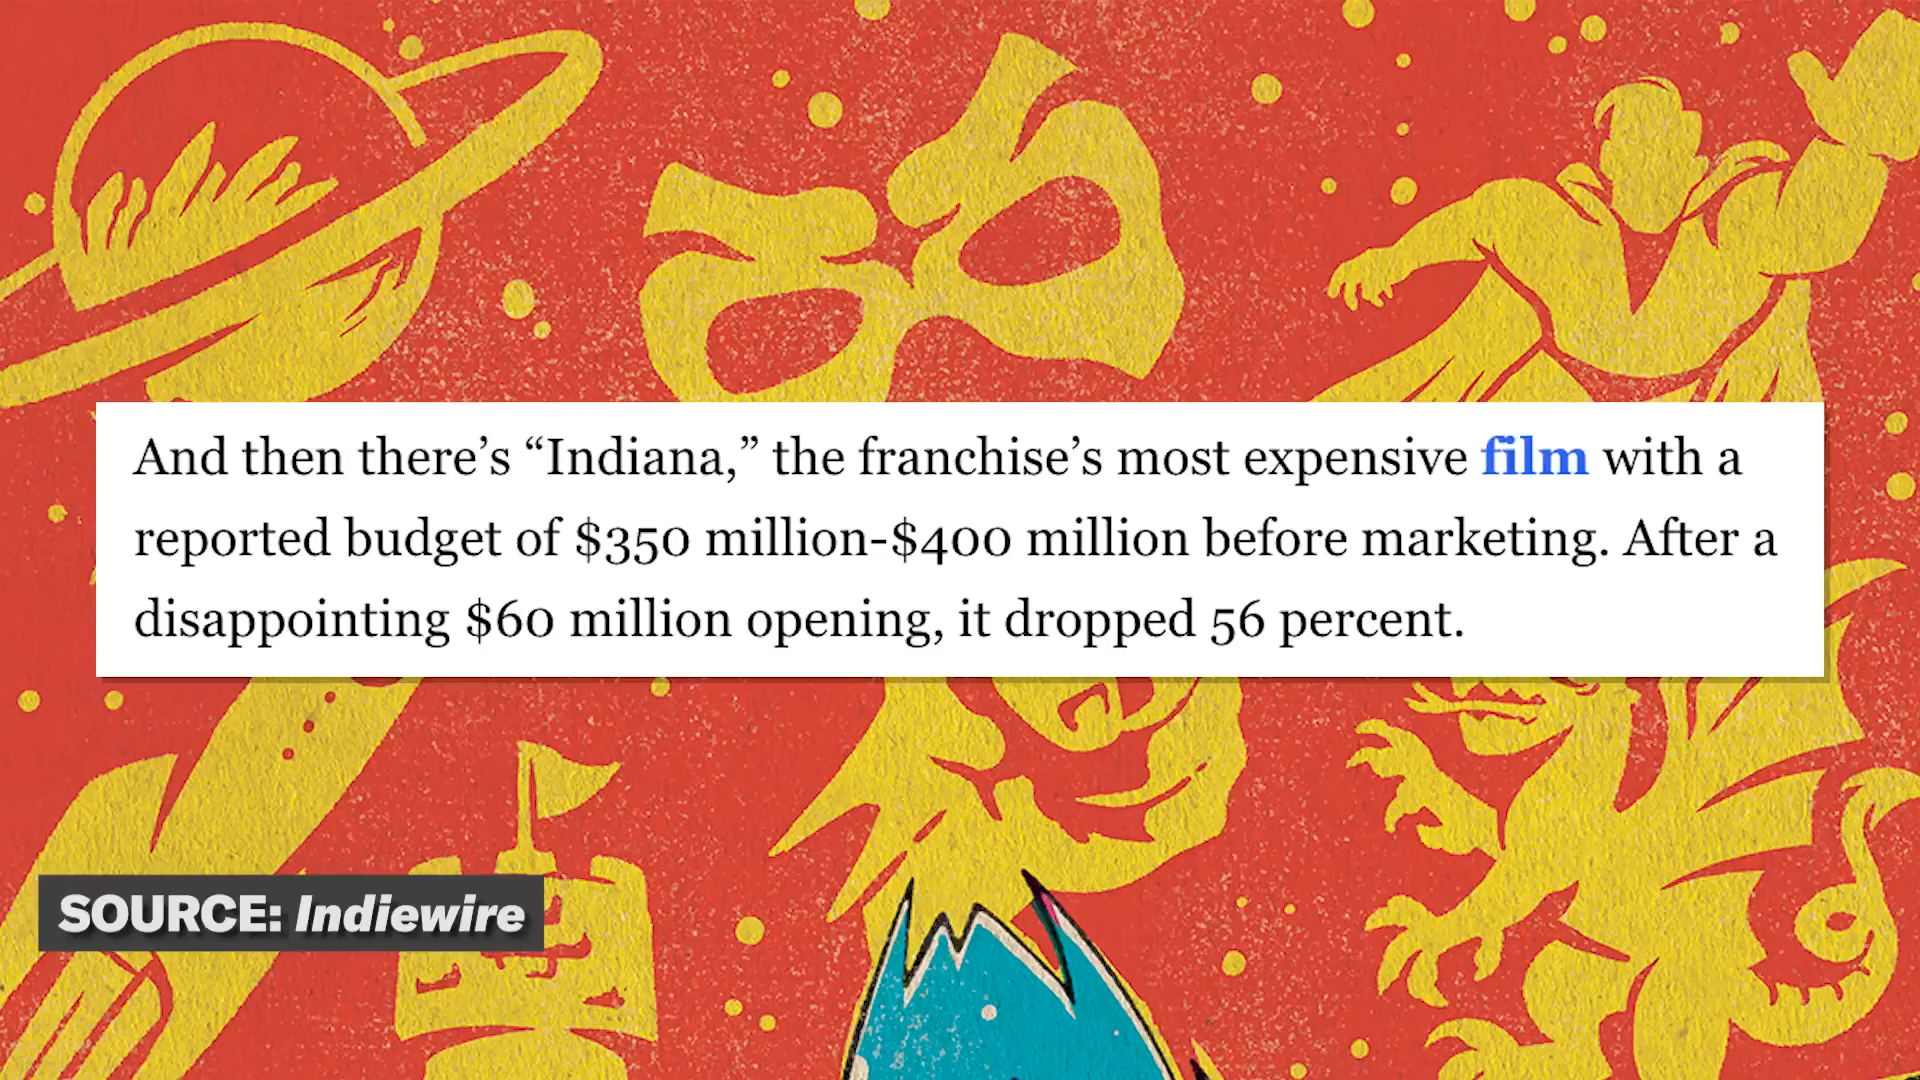 And then there’s “Indiana,” the franchise’s most expensive film with a
reported budget of $350 million-$400 million before marketing. After a
disappointing $60 million opening, it dropped 56 percent.
SOURCE: Indiewire